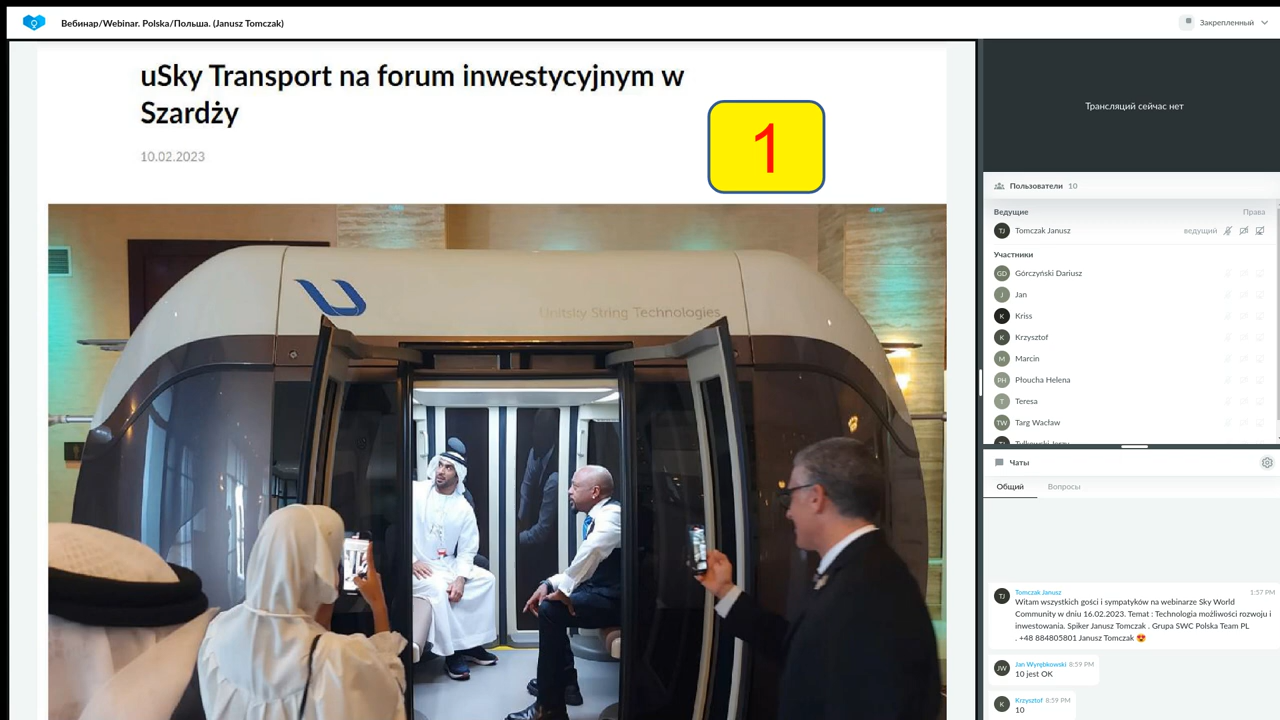 Вебинар/Webinar. Polska/Польша. (Janusz Tomczak)
Закрепленный
uSky Transport na forum inwestycyjnym w
Szardży
10.02.2023
1
Unitsky String Technologies
Трансляций сейчас нет
Пользователи 10
Ведущие Права
TJ Tomczak Janusz ведущий
Участники
GD Górczyński Dariusz
J Jan
K Kriss
K Krzysztof
M Marcin
PH Płoucha Helena
T Teresa
TW Targ Wacław
TJ Tulkowski Jerzy
Чаты
Общий Вопросы
TJ Tomczak Janusz 1:57 PM
Witam wszystkich gości i sympatyków na webinarze Sky World
Community w dniu 16.02.2023. Temat : Technologia możliwości rozwoju i
inwestowania. Spiker Janusz Tomczak . Grupa SWC Polska Team PL
. +48 884805801 Janusz Tomczak 😍
JW Jan Wyrębkowski 8:59 PM
10 jest OK
K Krzysztof 8:59 PM
10